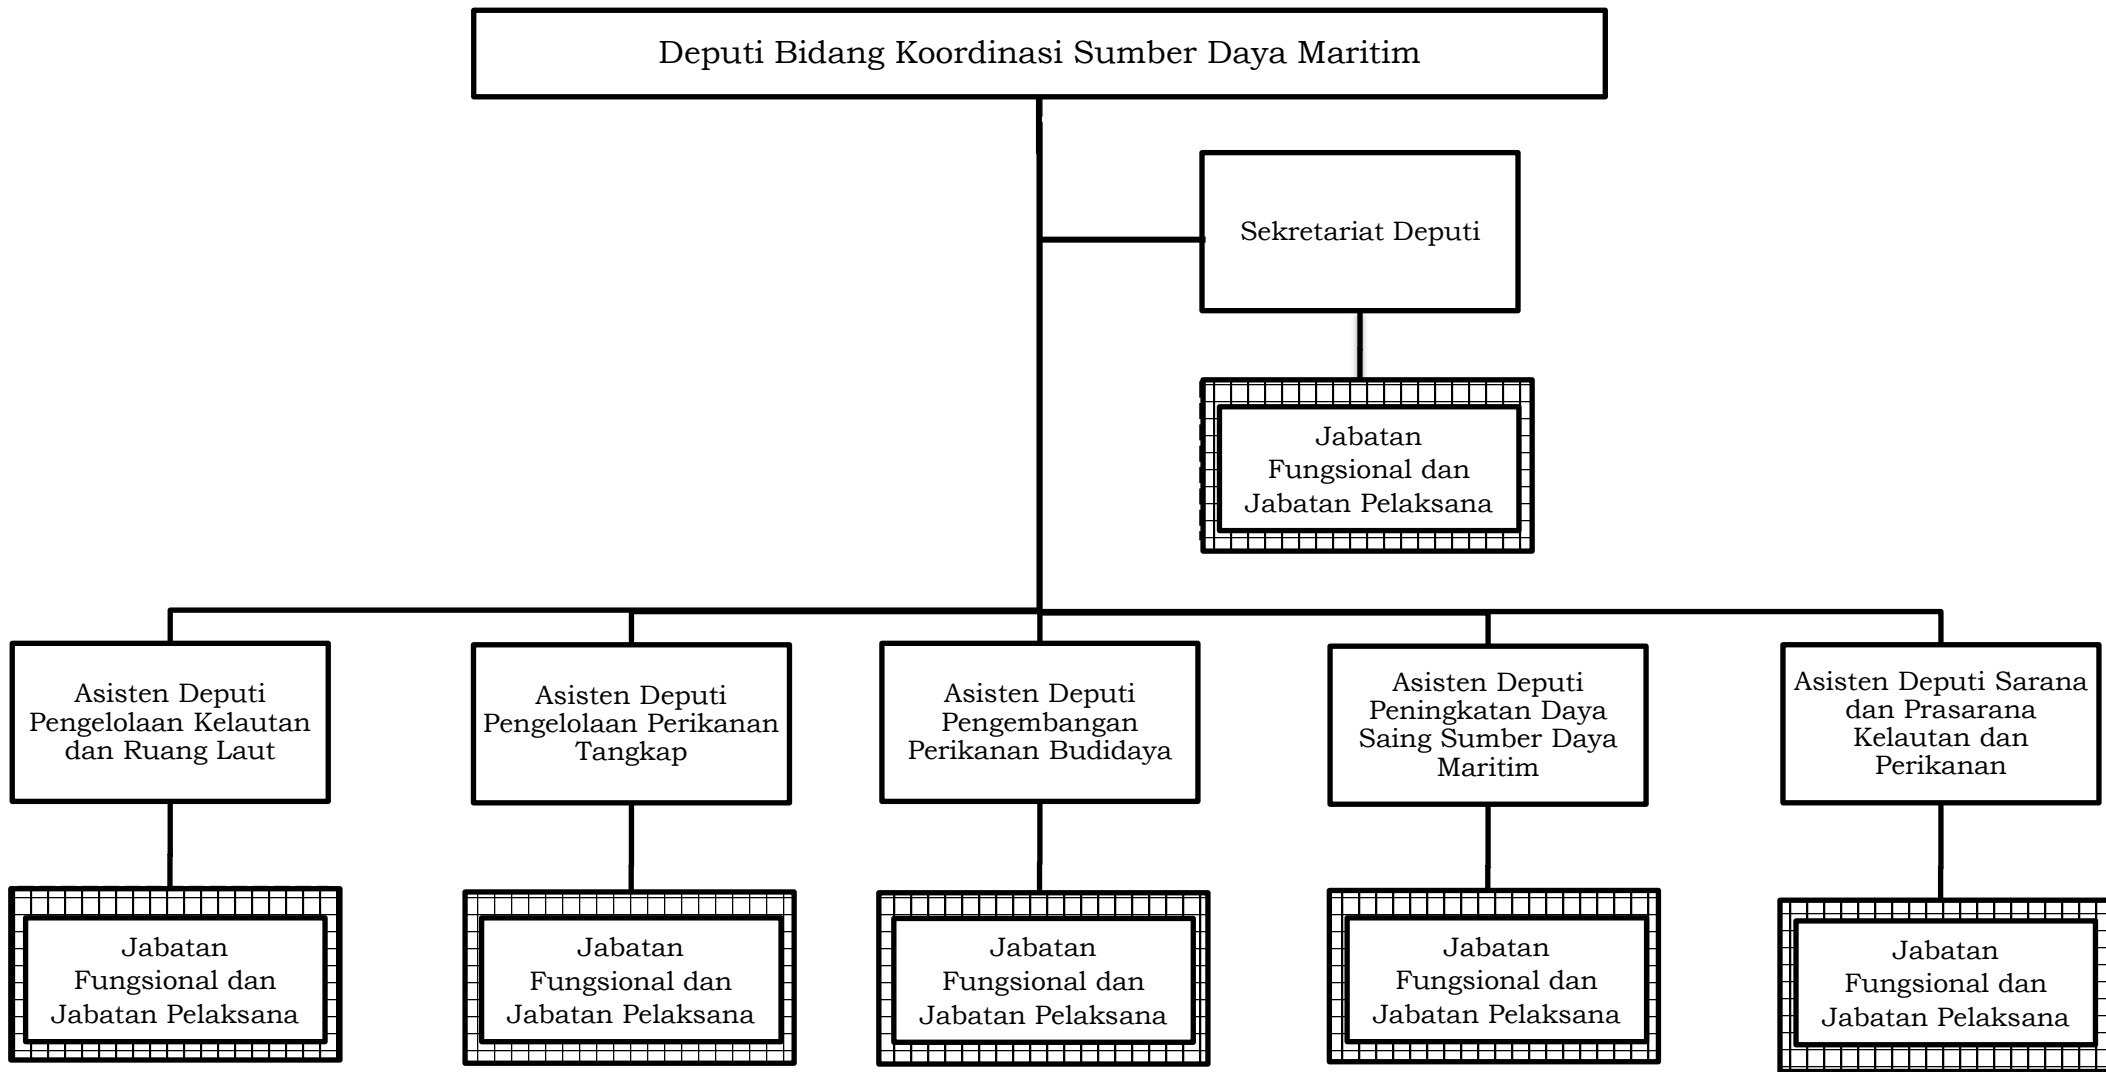 Deputi Bidang Koordinasi Sumber Daya Maritim
Sekretariat Deputi
Jabatan
Fungsional dan
Jabatan Pelaksana
Asisten Deputi
Pengelolaan Kelautan
dan Ruang Laut
Asisten Deputi
Pengelolaan Perikanan
Tangkap
Asisten Deputi
Pengembangan
Perikanan Budidaya
Asisten Deputi
Peningkatan Daya
Saing Sumber Daya
Maritim
Asisten Deputi Sarana
dan Prasarana
Kelautan dan
Perikanan
Jabatan
Fungsional dan
Jabatan Pelaksana
Jabatan
Fungsional dan
Jabatan Pelaksana
Jabatan
Fungsional dan
Jabatan Pelaksana
Jabatan
Fungsional dan
Jabatan Pelaksana
Jabatan
Fungsional dan
Jabatan Pelaksana